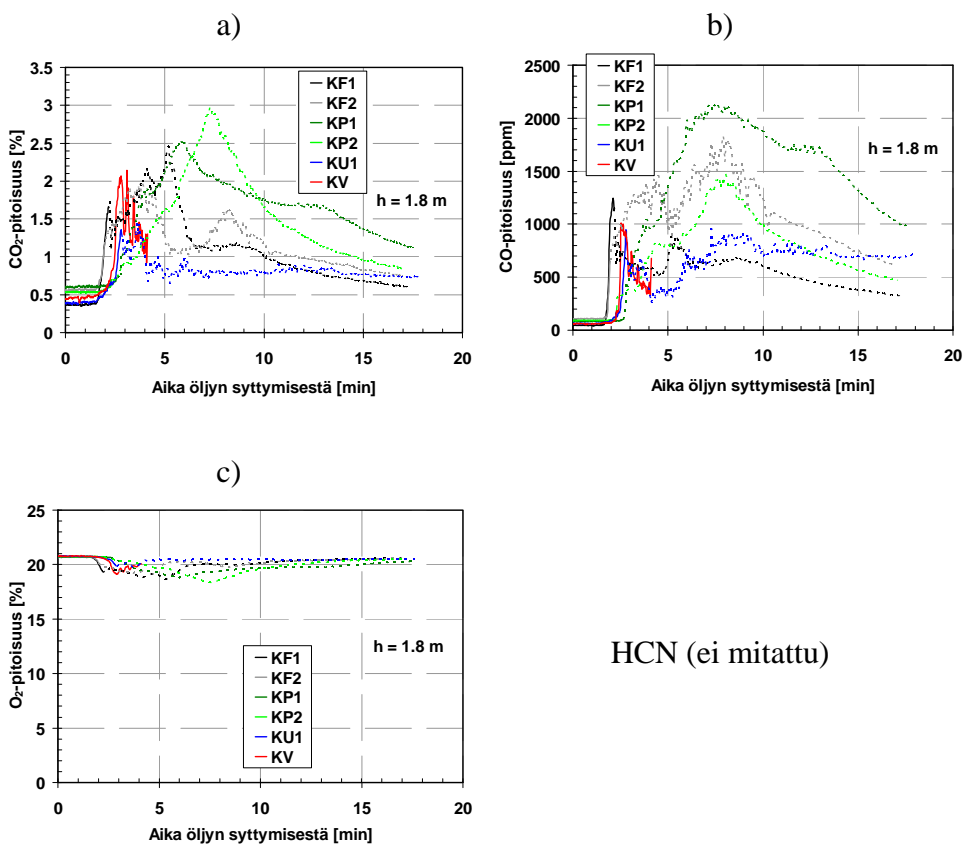 a)
CO₂-pitoisuus [%]
3.5
3
2.5
2
1.5
1
0.5
0
KF1
KF2
KP1
KP2
KU1
KV
h = 1.8 m
0 5 10 15 20
Aika öljyn syttymisestä [min]
b)
CO-pitoisuus [ppm]
2500
2000
1500
1000
500
0
KF1
KF2
KP1
KP2
KU1
KV
h = 1.8 m
0 5 10 15 20
Aika öljyn syttymisestä [min]
c)
O₂-pitoisuus [%]
25
20
15
10
5
0
h = 1.8 m
KF1
KF2
KP1
KP2
KU1
KV
0 5 10 15 20
Aika öljyn syttymisestä [min]
HCN (ei mitattu)